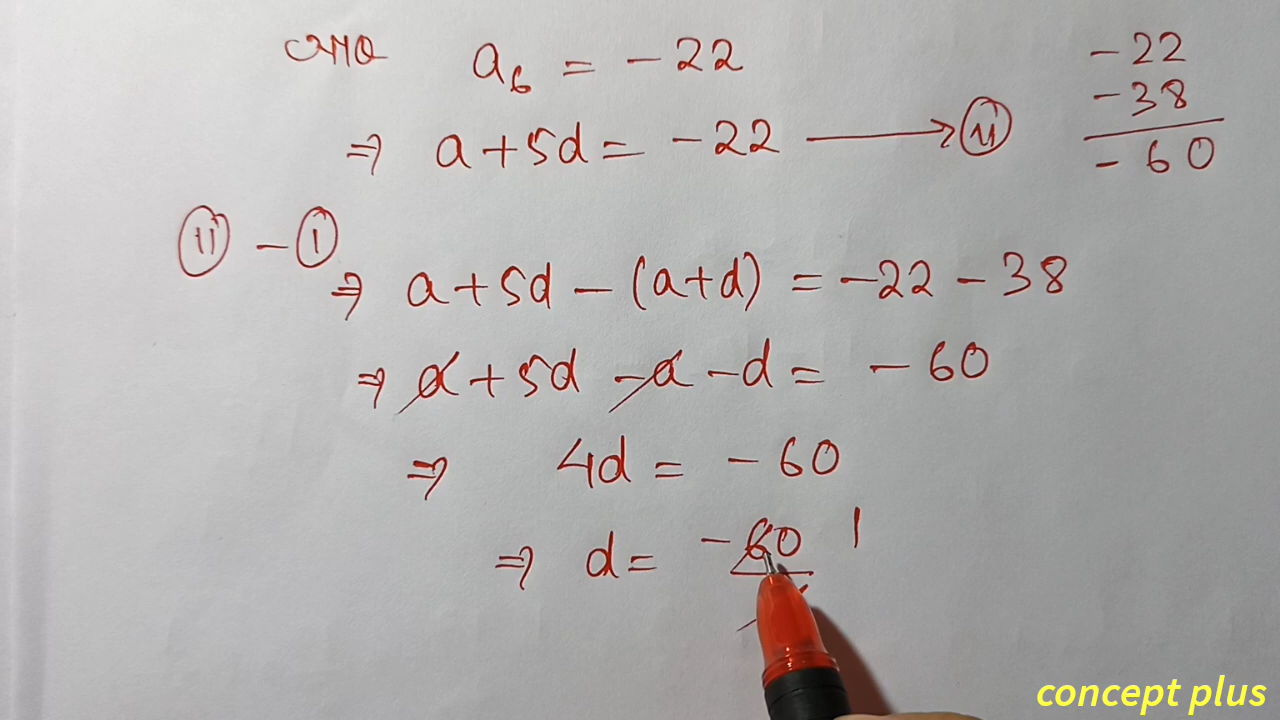 a₆ = -22
-22
-38
-60
⇒ a + 5d = -22 ⟶ (ii)
(ii) - (i)
⇒ a + 5d - (a+d) = -22 - 38
⇒ a + 5d - a - d = -60
⇒ 4d = -60
⇒ d = -60 1
concept plus